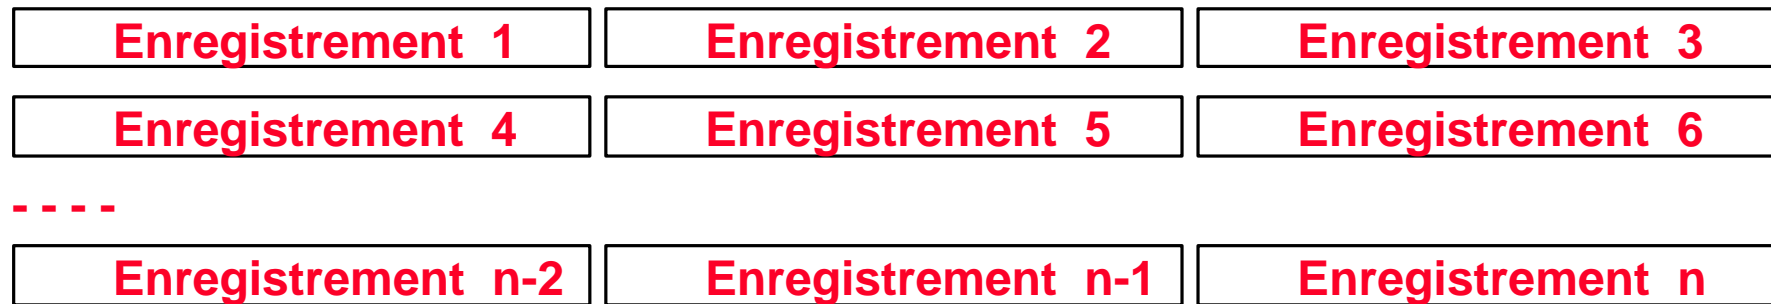 Enregistrement 1 Enregistrement 2 Enregistrement 3
Enregistrement 4 Enregistrement 5 Enregistrement 6
- - - -
Enregistrement n-2 Enregistrement n-1 Enregistrement n